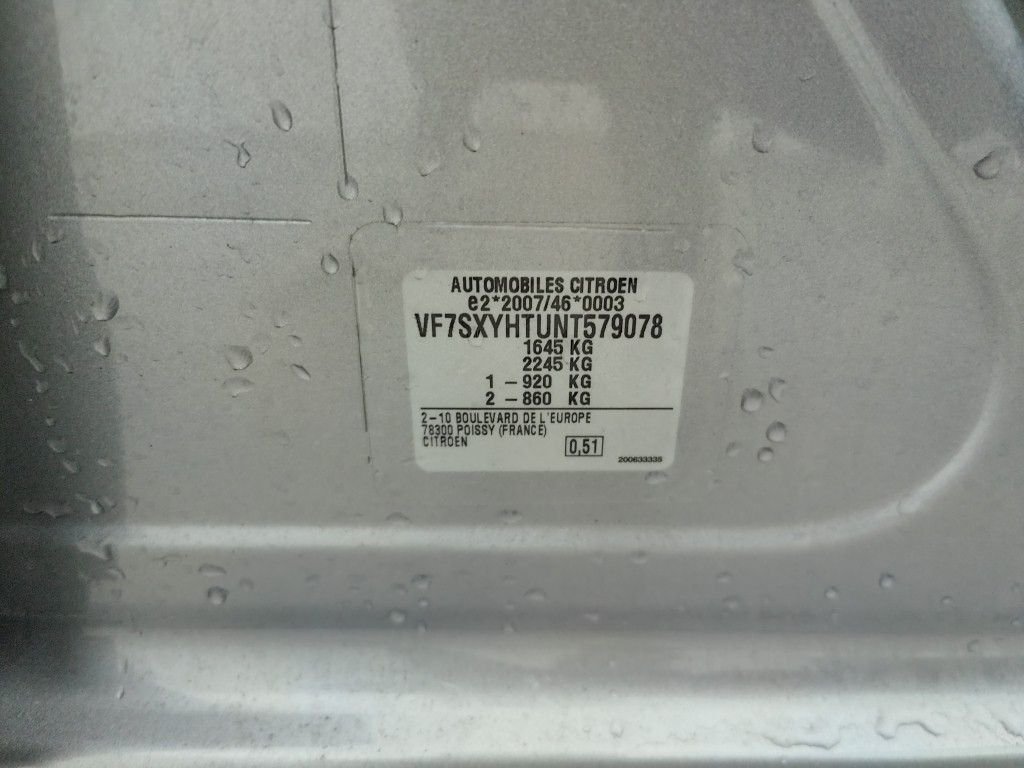 AUTOMOBILES CITROEN
e2*2007/46*0003
VF7SXYHTUNT579078
1645 KG
2245 KG
1 – 920 KG
2 – 860 KG
2–10 BOULEVARD DE L'EUROPE
78300 POISSY (FRANCE)
CITROEN
0,51
200633335